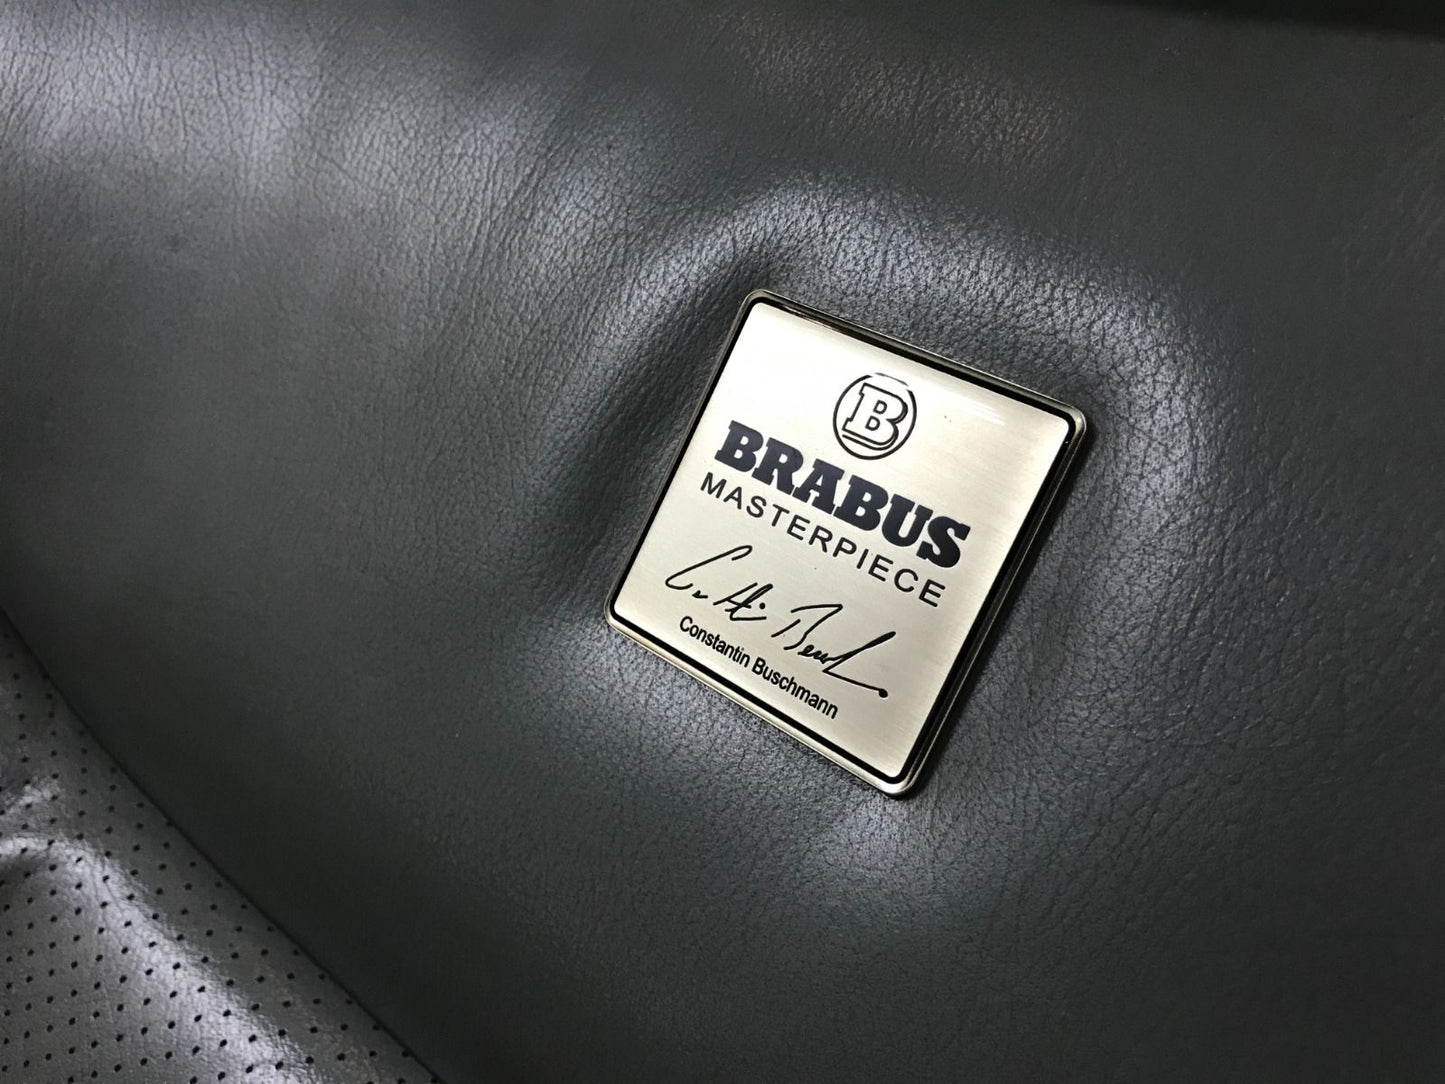 B
BRABUS
MASTERPIECE
Constantin Buschmann